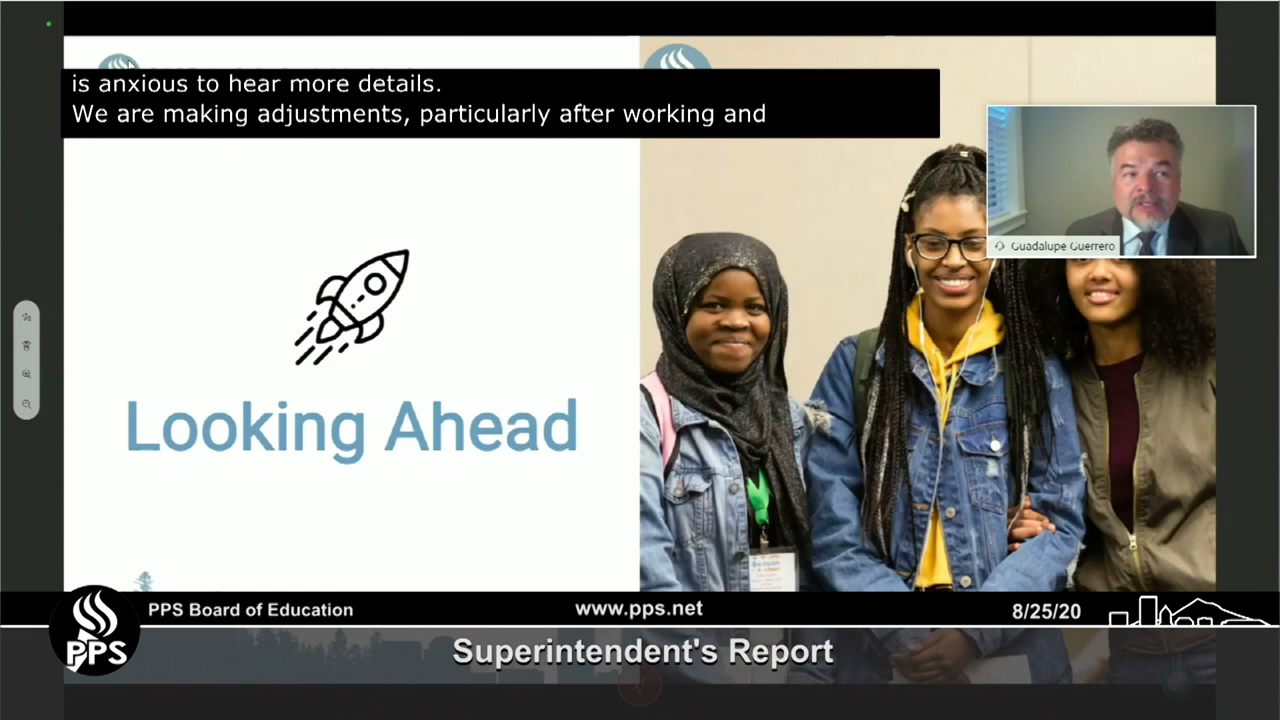 is anxious to hear more details.
We are making adjustments, particularly after working and
Guadalupe Guerrero
Looking Ahead
PPS Board of Education
www.pps.net
8/25/20
PPS
Superintendent's Report